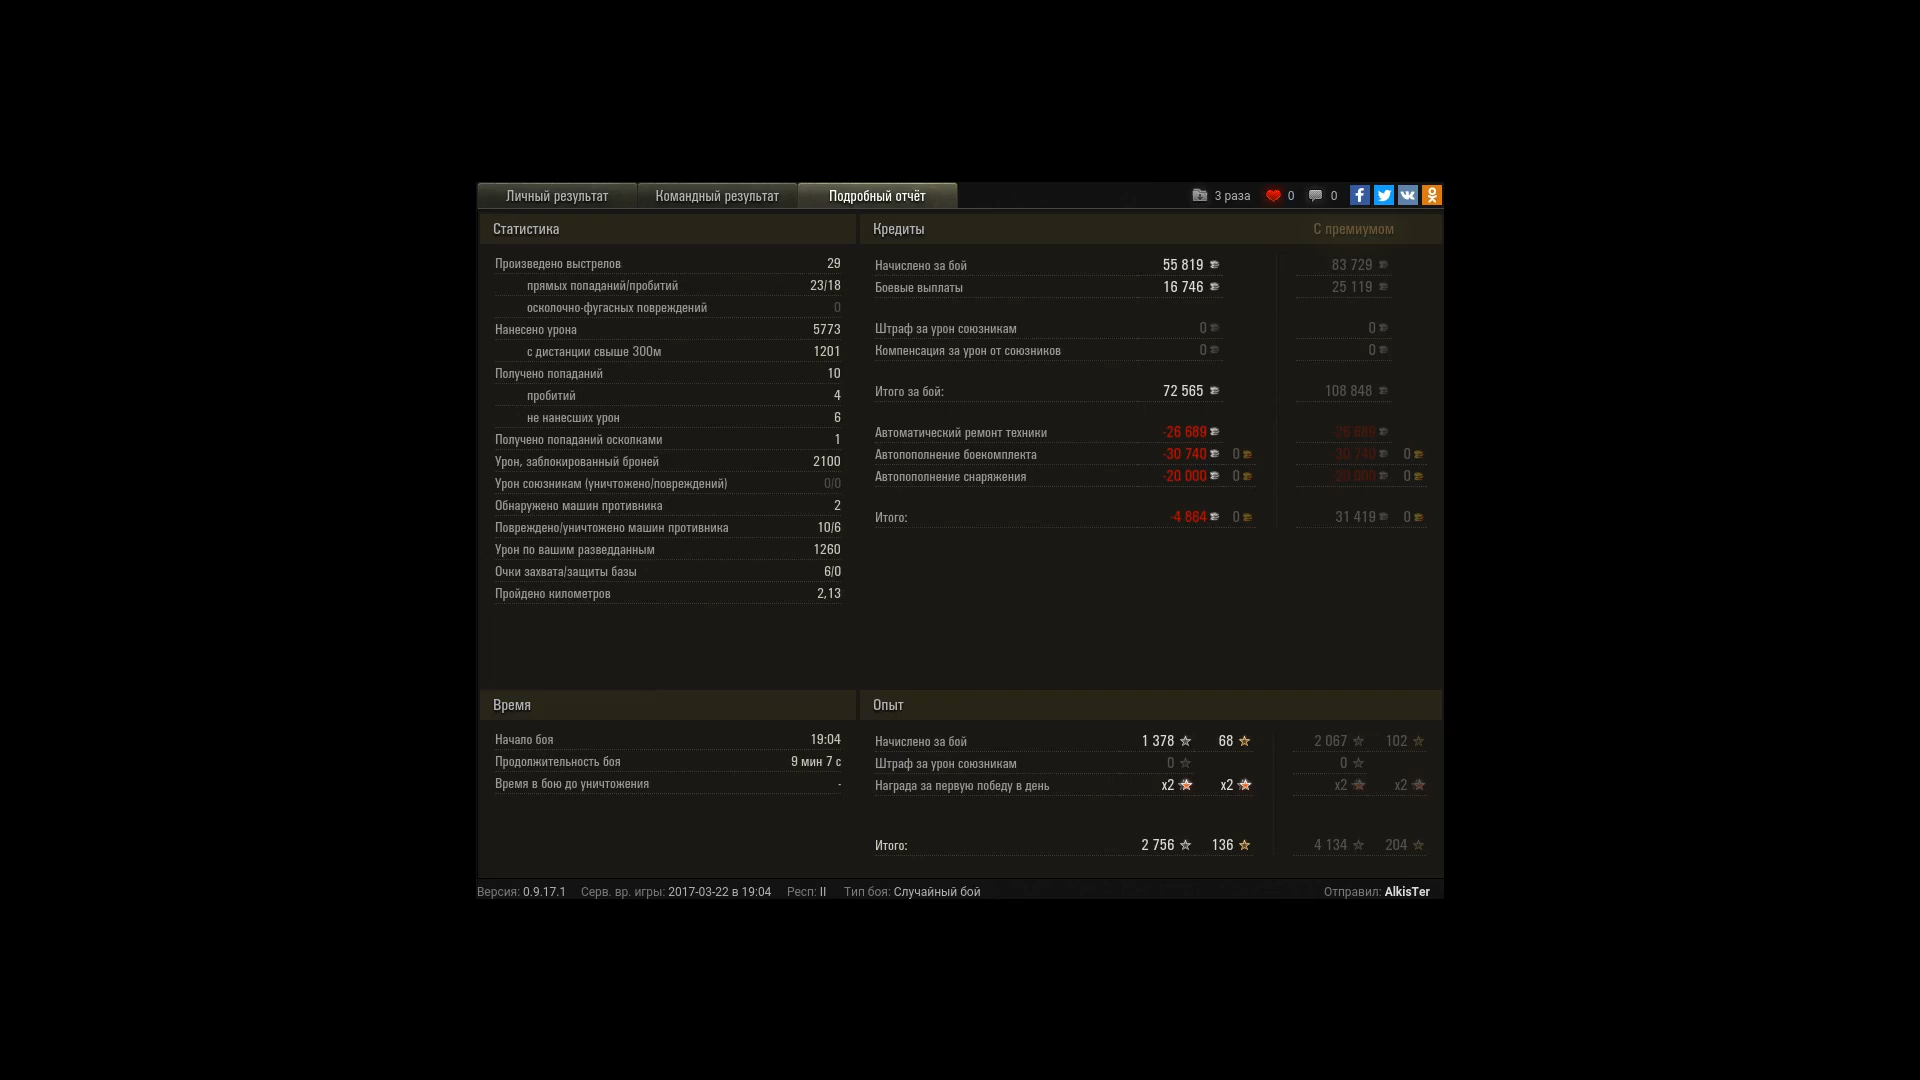 Личный результат Командный результат Подробный отчёт 3 раза 0 0
Статистика
Произведено выстрелов 29
прямых попаданий/пробитий 23/18
осколочно-фугасных повреждений 0
Нанесено урона 5773
с дистанции свыше 300м 1201
Получено попаданий 10
пробитий 4
не нанесших урон 6
Получено попаданий осколками 1
Урон, заблокированный броней 2100
Урон союзникам (уничтожено/повреждений) 0/0
Обнаружено машин противника 2
Повреждено/уничтожено машин противника 10/6
Урон по вашим разведданным 1260
Очки захвата/защиты базы 6/0
Пройдено километров 2,13
Кредиты С премиумом
Начислено за бой 55 819 83 729
Боевые выплаты 16 746 25 119
Штраф за урон союзникам 0 0
Компенсация за урон от союзников 0 0
Итого за бой: 72 565 108 848
Автоматический ремонт техники -26 689 -26 689
Автопополнение боекомплекта -30 740 0 -30 740 0
Автопополнение снаряжения -20 000 0 -20 000 0
Итого: -4 864 0 31 419 0
Время
Начало боя 19:04
Продолжительность боя 9 мин 7 с
Время в бою до уничтожения -
Опыт
Начислено за бой 1 378 68 2 067 102
Штраф за урон союзникам 0 0
Награда за первую победу в день x2 x2 x2 x2
Итого: 2 756 136 4 134 204
Версия: 0.9.17.1 Серв. вр. игры: 2017-03-22 в 19:04 Респ: II Тип боя: Случайный бой Отправил: AlkisTer